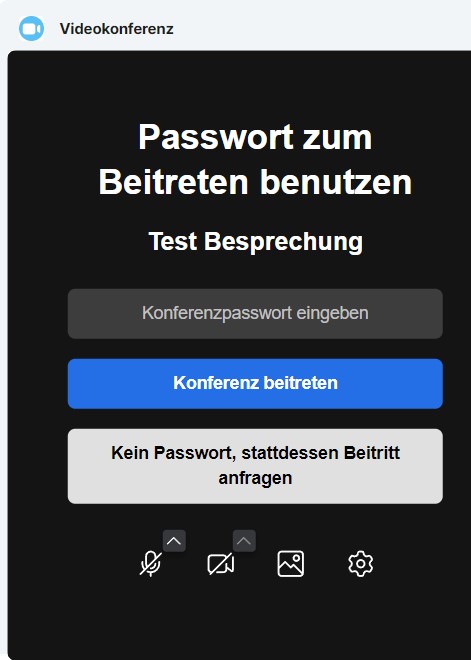 Videokonferenz
Passwort zum
Beitreten benutzen
Test Besprechung
Konferenzpasswort eingeben
Konferenz beitreten
Kein Passwort, stattdessen Beitritt
anfragen